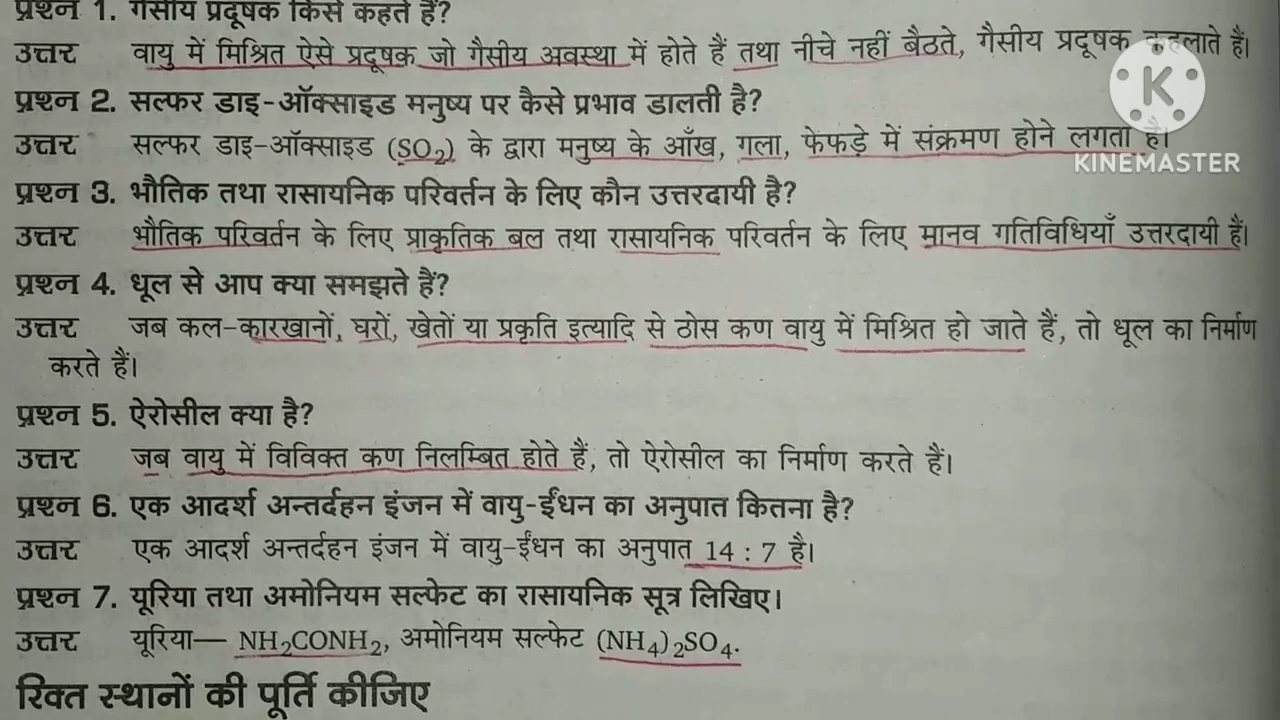 प्रश्न 1. गैसीय प्रदूषक किसे कहते हैं?
उत्तर वायु में मिश्रित ऐसे प्रदूषक जो गैसीय अवस्था में होते हैं तथा नीचे नहीं बैठते, गैसीय प्रदूषक कहलाते हैं।
प्रश्न 2. सल्फर डाइ-ऑक्साइड मनुष्य पर कैसे प्रभाव डालती है?
उत्तर सल्फर डाइ-ऑक्साइड (SO₂) के द्वारा मनुष्य के आँख, गला, फेफड़े में संक्रमण होने लगता है।
K
KINEMASTER
प्रश्न 3. भौतिक तथा रासायनिक परिवर्तन के लिए कौन उत्तरदायी है?
उत्तर भौतिक परिवर्तन के लिए प्राकृतिक बल तथा रासायनिक परिवर्तन के लिए मानव गतिविधियाँ उत्तरदायी हैं।
प्रश्न 4. धूल से आप क्या समझते हैं?
उत्तर जब कल-कारखानों, घरों, खेतों या प्रकृति इत्यादि से ठोस कण वायु में मिश्रित हो जाते हैं, तो धूल का निर्माण
करते हैं।
प्रश्न 5. ऐरोसील क्या है?
उत्तर जब वायु में विविक्त कण निलम्बित होते हैं, तो ऐरोसील का निर्माण करते हैं।
प्रश्न 6. एक आदर्श अन्तर्दहन इंजन में वायु-ईंधन का अनुपात कितना है?
उत्तर एक आदर्श अन्तर्दहन इंजन में वायु-ईंधन का अनुपात 14 : 7 है।
प्रश्न 7. यूरिया तथा अमोनियम सल्फेट का रासायनिक सूत्र लिखिए।
उत्तर यूरिया— NH₂CONH₂, अमोनियम सल्फेट (NH₄)₂SO₄.
रिक्त स्थानों की पूर्ति कीजिए